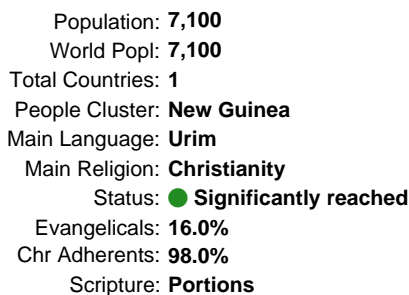 Population: 7,100
World Popl: 7,100
Total Countries: 1
People Cluster: New Guinea
Main Language: Urim
Main Religion: Christianity
Status: Significantly reached
Evangelicals: 16.0%
Chr Adherents: 98.0%
Scripture: Portions